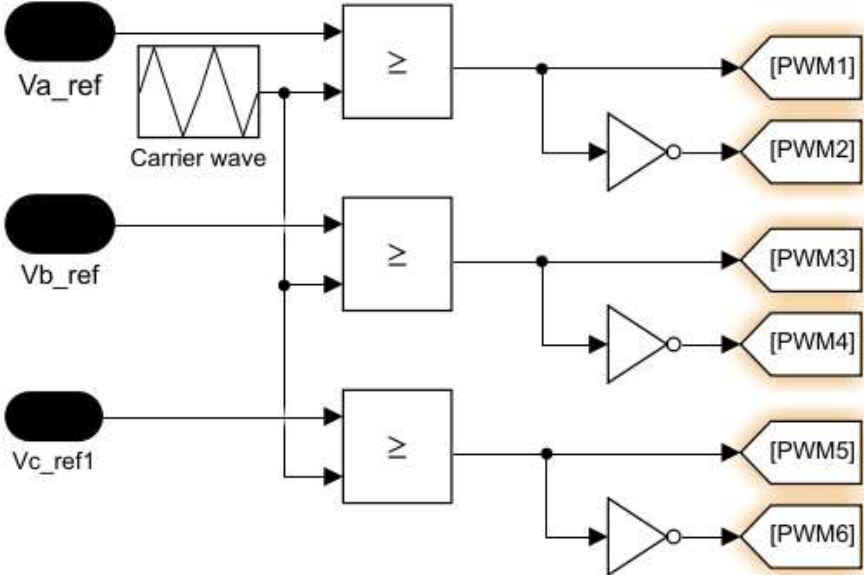 Va_ref
Carrier wave
≥
[PWM1]
[PWM2]
Vb_ref
≥
[PWM3]
[PWM4]
Vc_ref1
≥
[PWM5]
[PWM6]